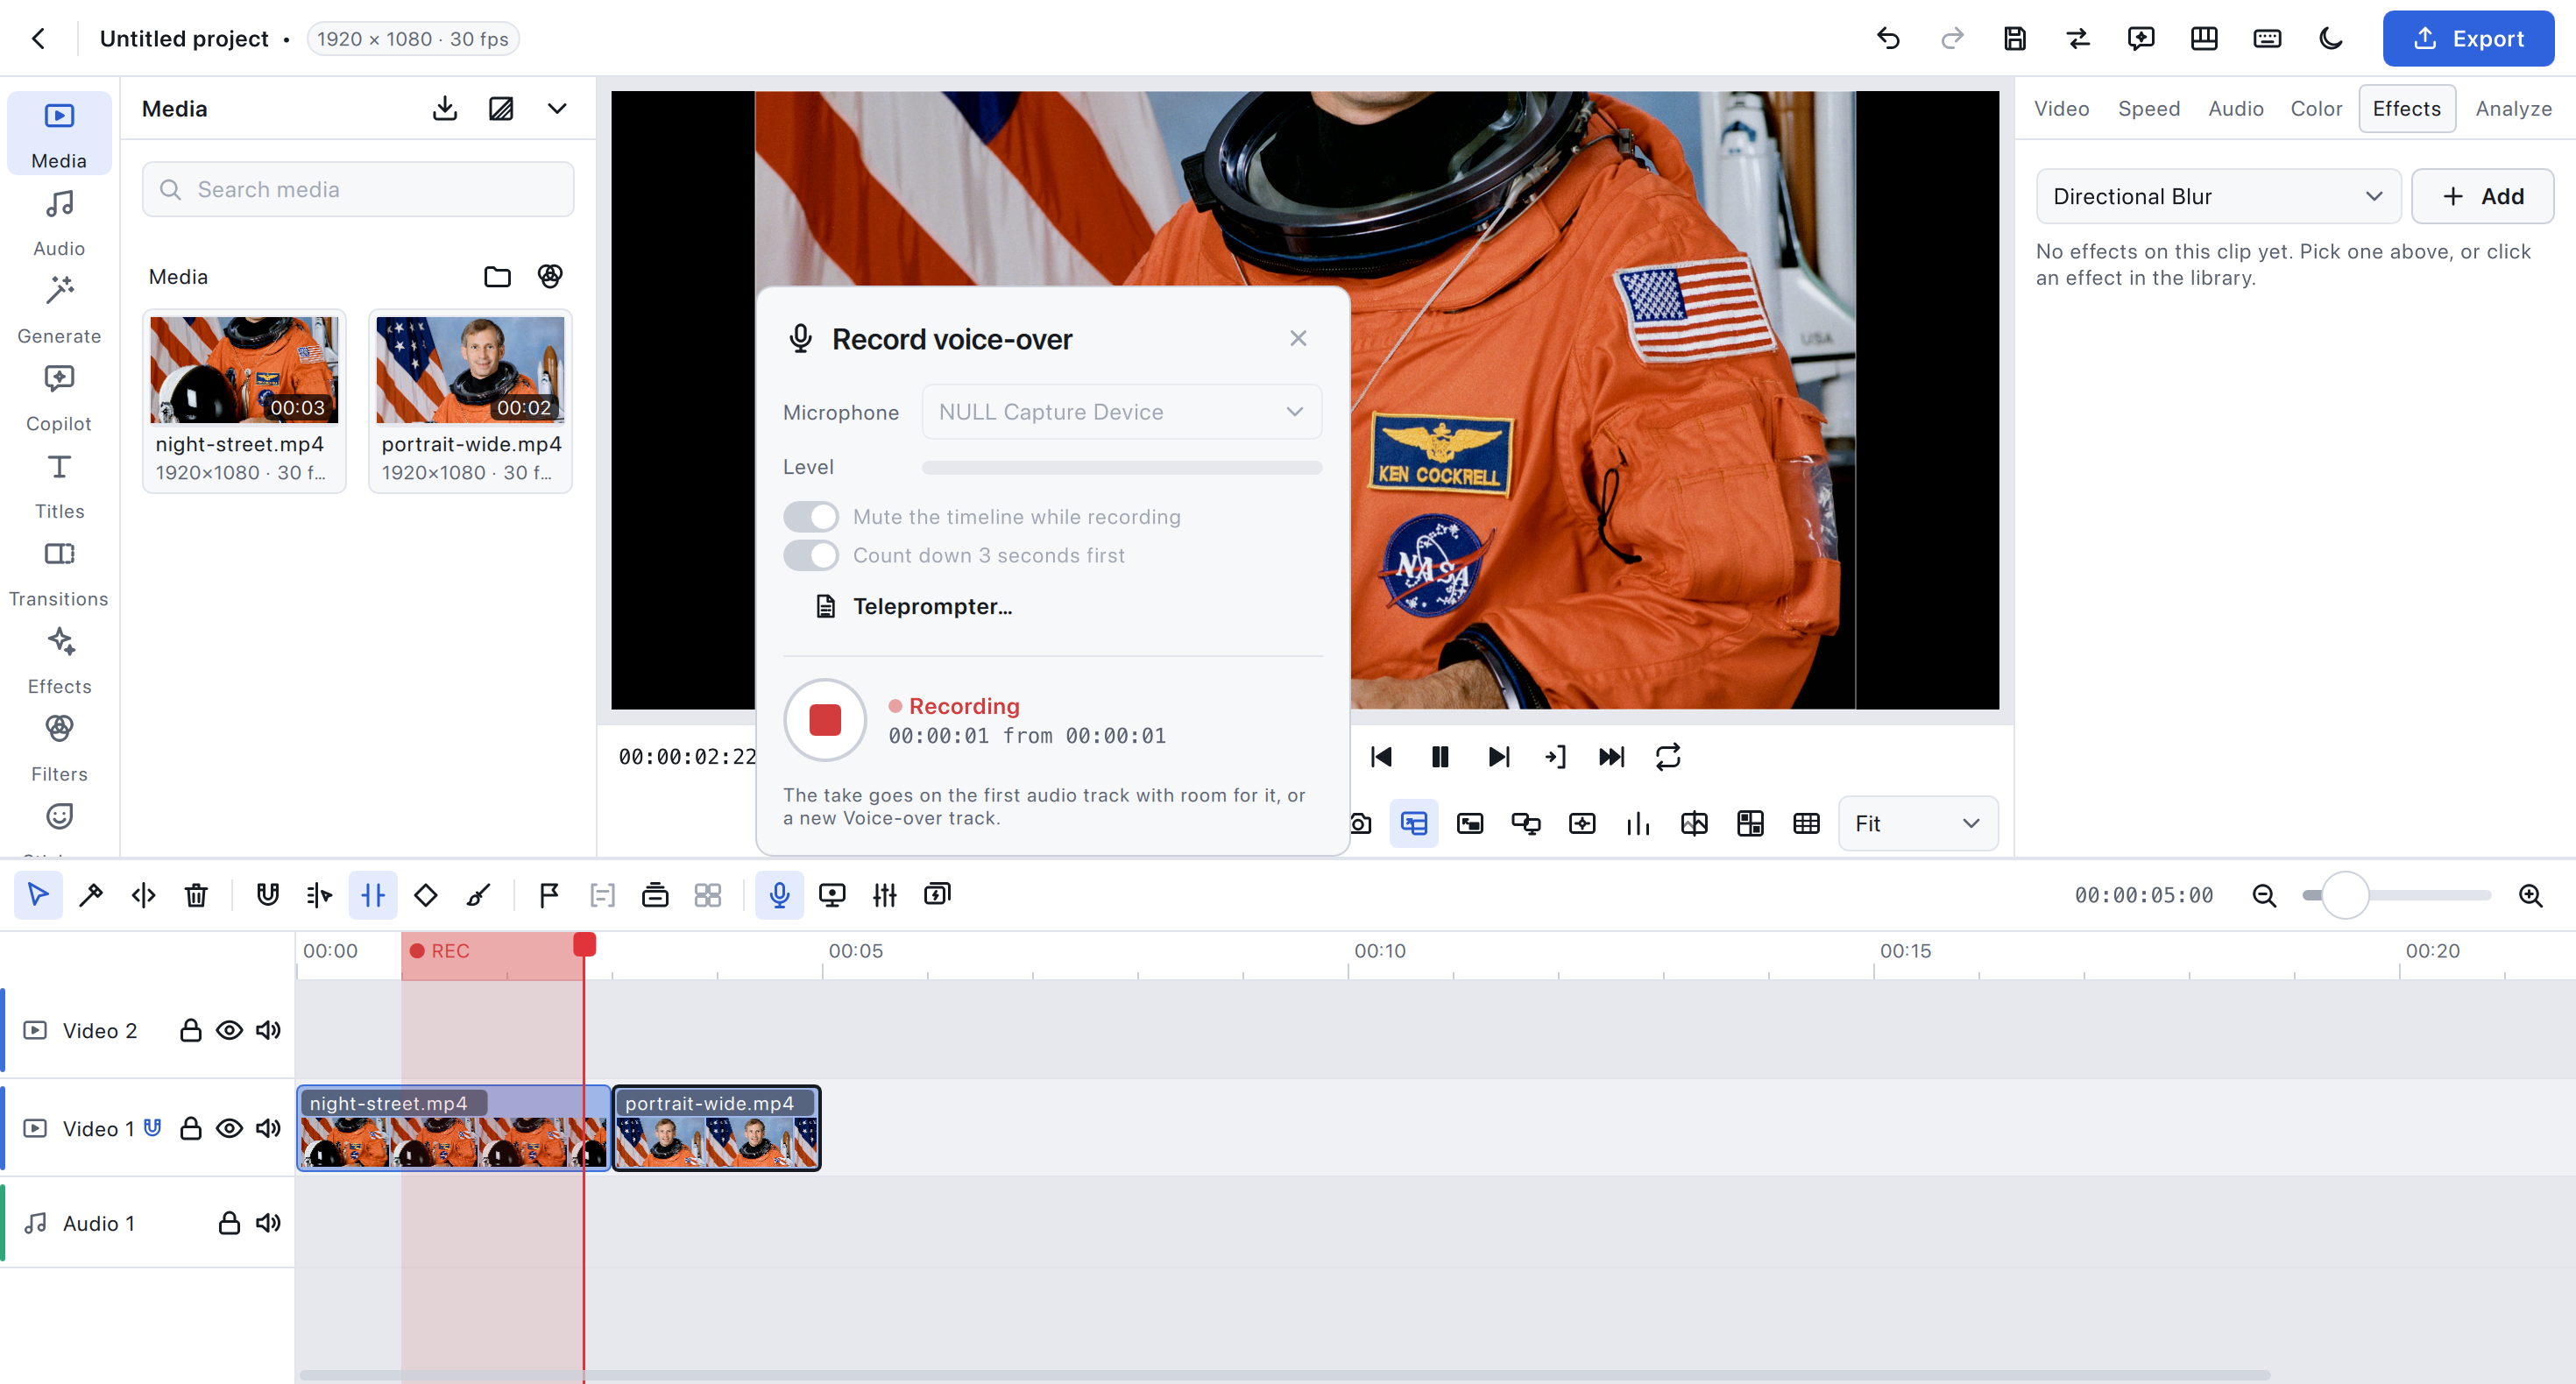 Untitled project •
1920 × 1080 · 30 fps
Export
Media
Audio
Generate
Copilot
Titles
Transitions
Effects
Filters
Media
Search media
Media
00:03
night-street.mp4
1920×1080 · 30 f...
00:02
portrait-wide.mp4
1920×1080 · 30 f...
USA
KEN COCKRELL
NASA
Record voice-over
Microphone
NULL Capture Device
Level
Mute the timeline while recording
Count down 3 seconds first
Teleprompter...
Recording
00:00:01 from 00:00:01
The take goes on the first audio track with room for it, or
a new Voice-over track.
00:00:02:22
Fit
Video
Speed
Audio
Color
Effects
Analyze
Directional Blur
Add
No effects on this clip yet. Pick one above, or click
an effect in the library.
00:00:05:00
00:00
REC
00:05
00:10
00:15
00:20
Video 2
Video 1
night-street.mp4
portrait-wide.mp4
Audio 1